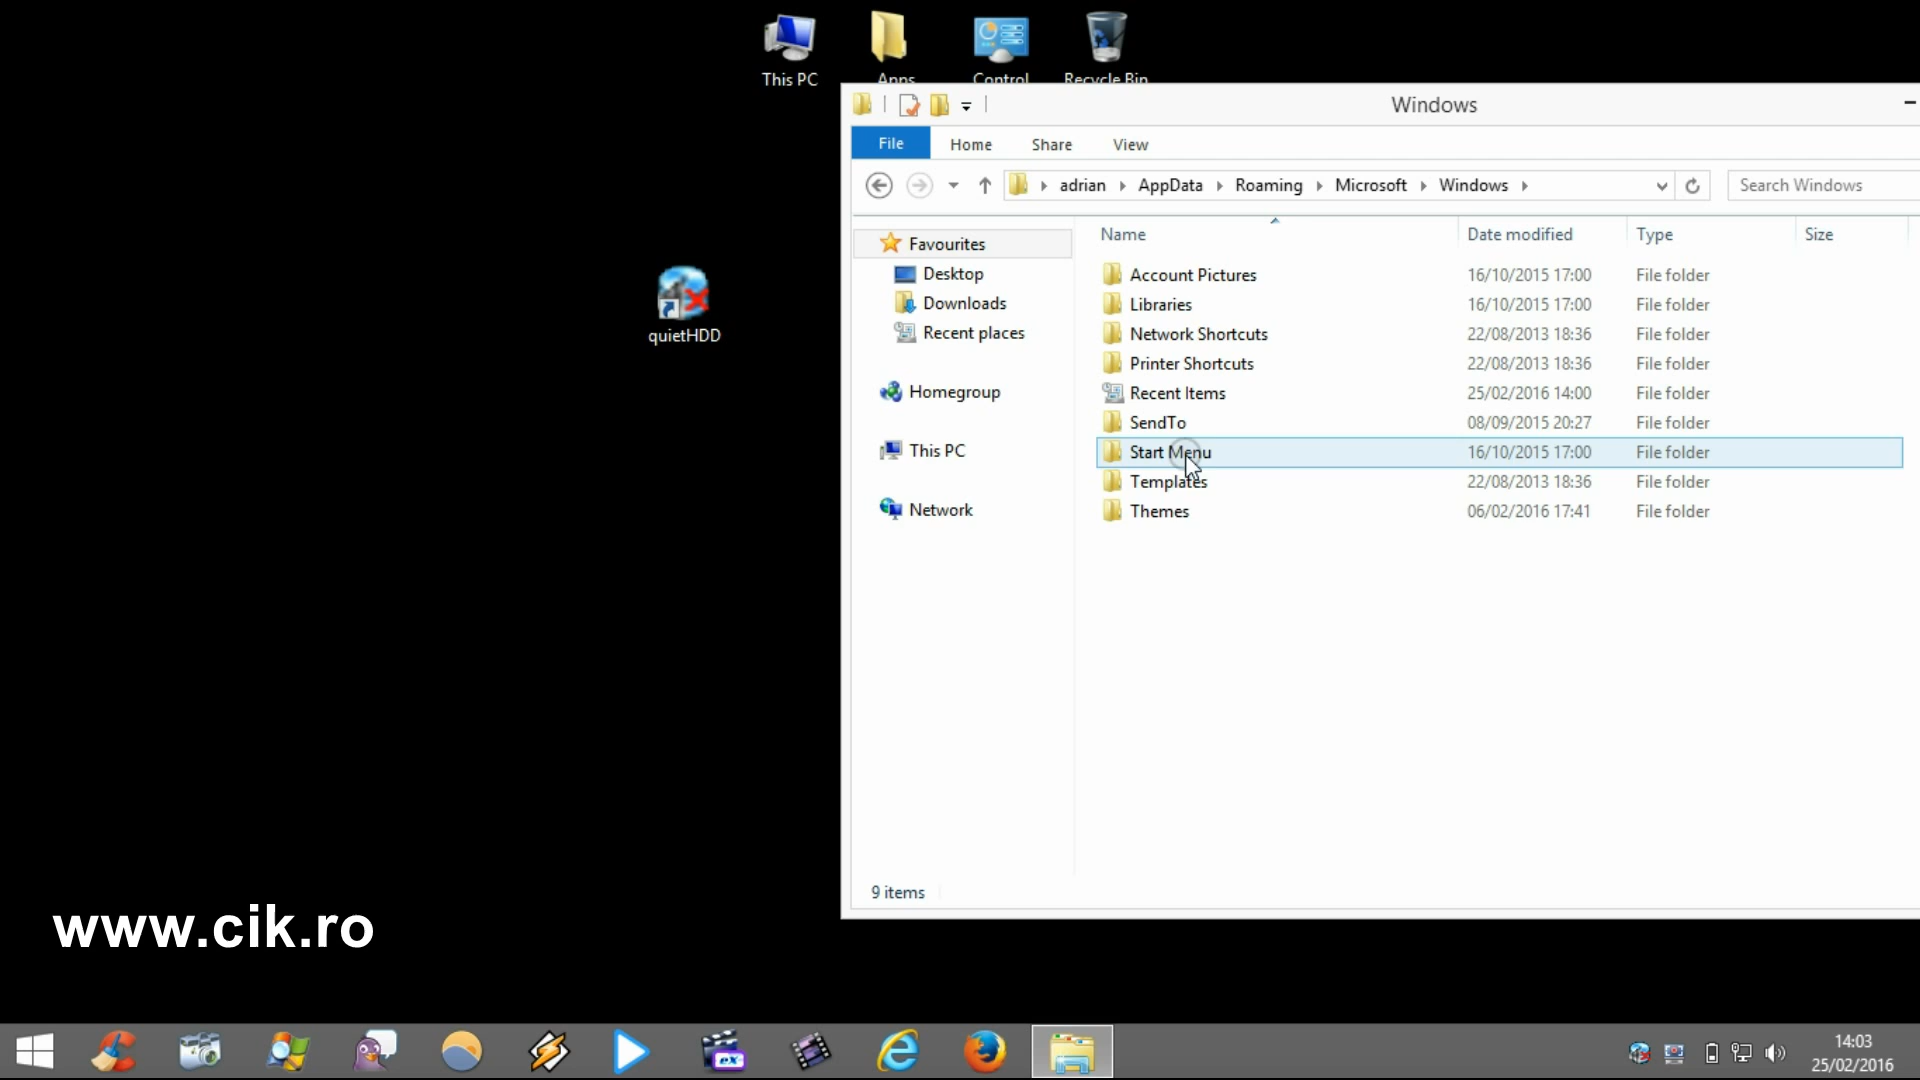 This PC
Apps
Control
Recycle Bin
Windows
File Home Share View
adrian AppData Roaming Microsoft Windows
Search Windows
Name Date modified Type Size
Favourites
Desktop
Downloads
Recent places
Homegroup
This PC
Network
Account Pictures 16/10/2015 17:00 File folder
Libraries 16/10/2015 17:00 File folder
Network Shortcuts 22/08/2013 18:36 File folder
Printer Shortcuts 22/08/2013 18:36 File folder
Recent Items 25/02/2016 14:00 File folder
SendTo 08/09/2015 20:27 File folder
Start Menu 16/10/2015 17:00 File folder
Templates 22/08/2013 18:36 File folder
Themes 06/02/2016 17:41 File folder
9 items
quietHDD
www.cik.ro
ex
14:03
25/02/2016